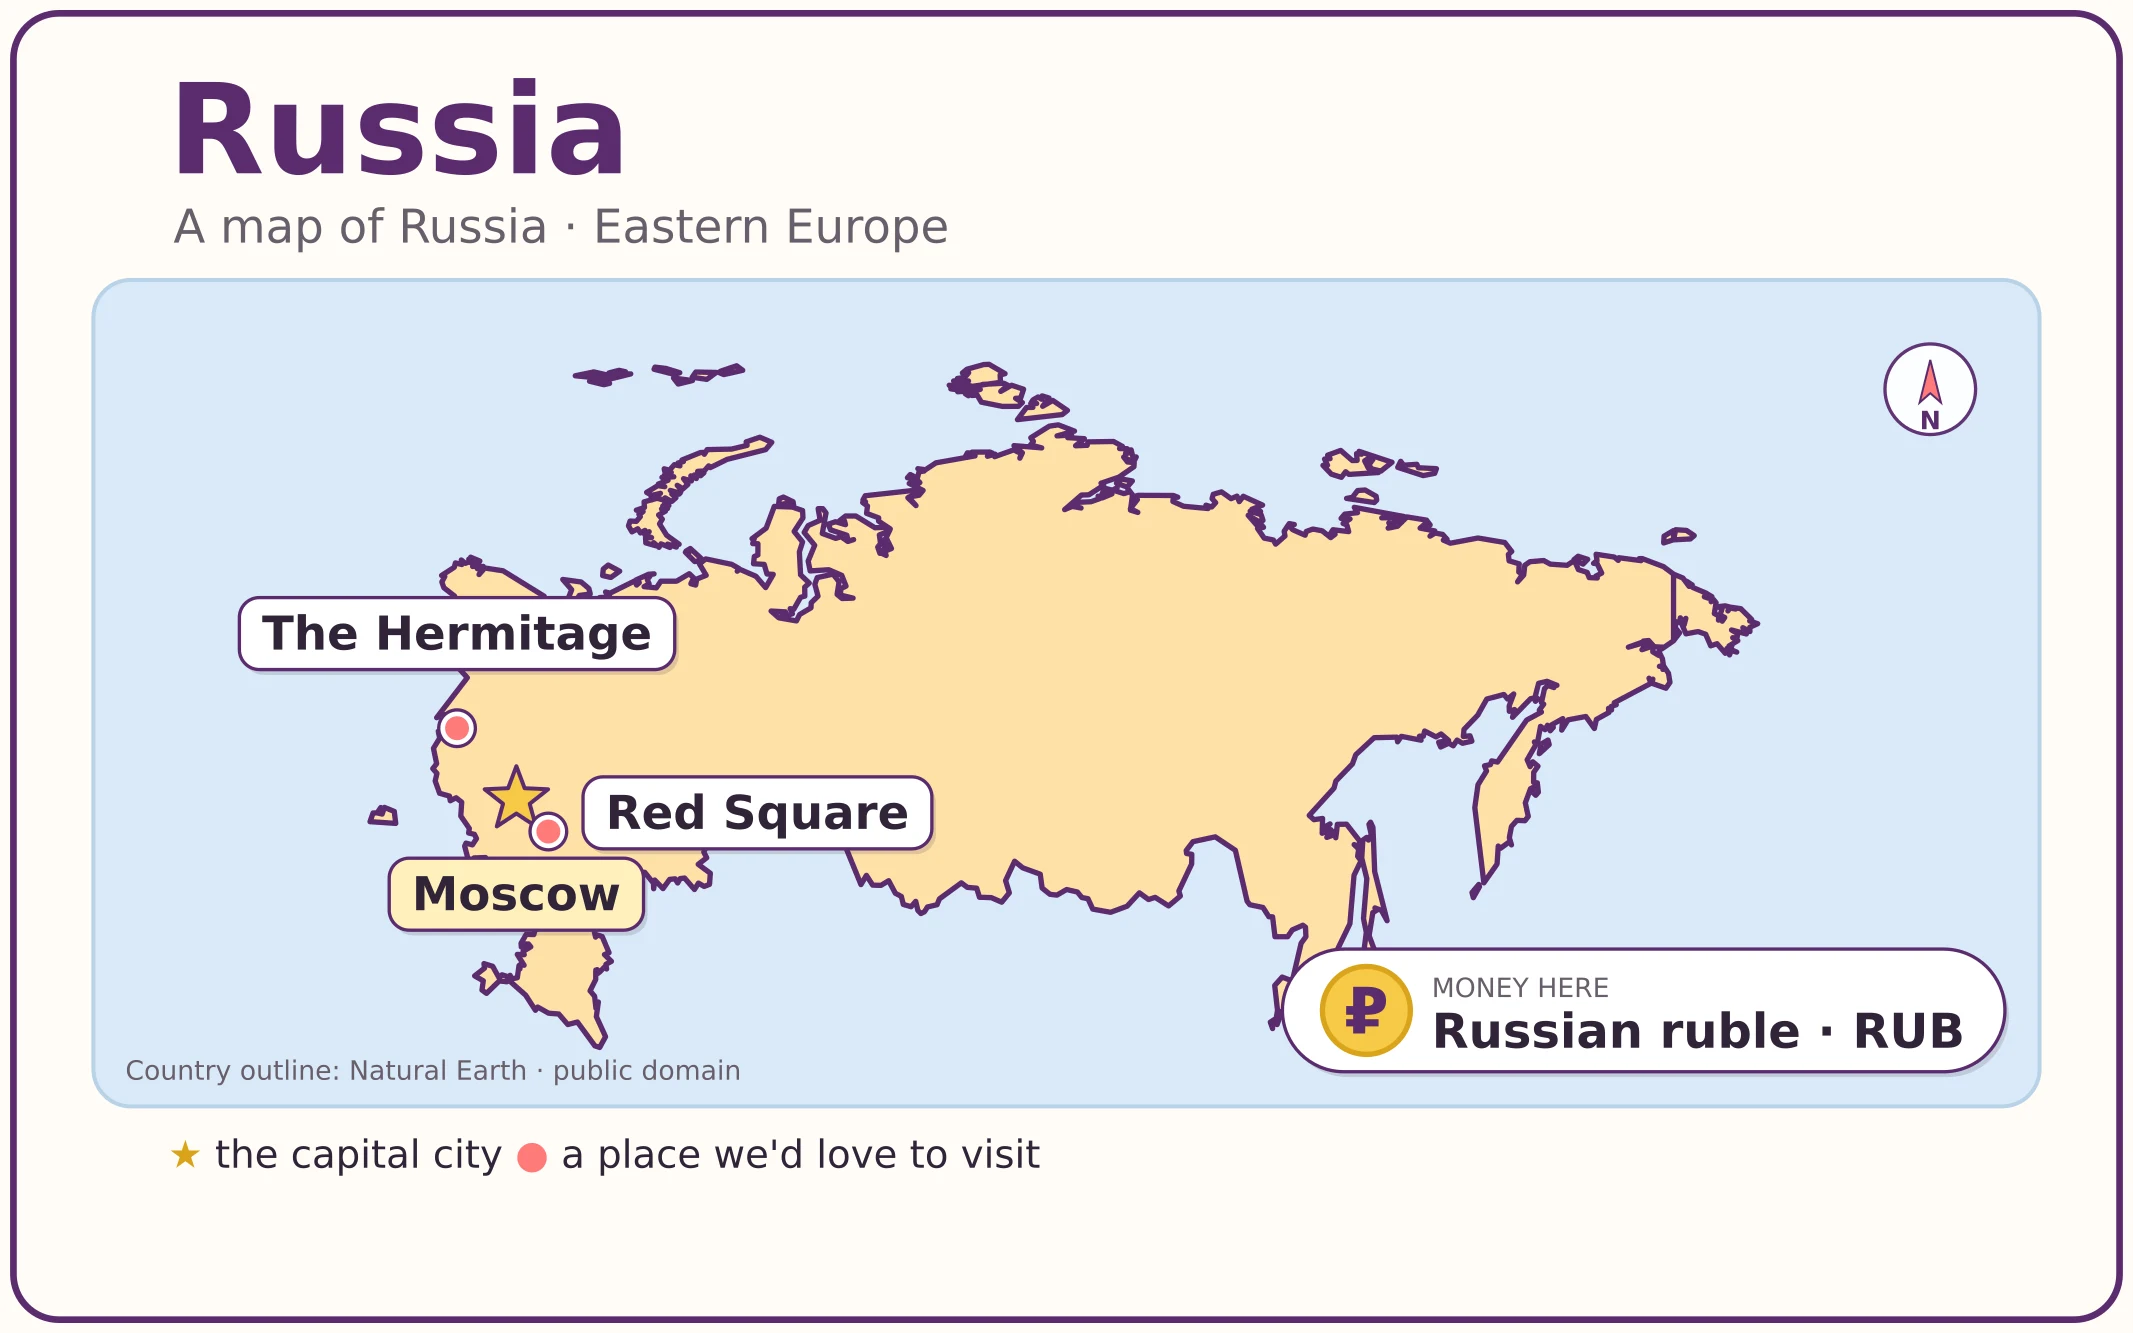 Russia
A map of Russia · Eastern Europe
N
The Hermitage
Red Square
Moscow
MONEY HERE
₽
Russian ruble · RUB
Country outline: Natural Earth · public domain
★ the capital city ● a place we'd love to visit